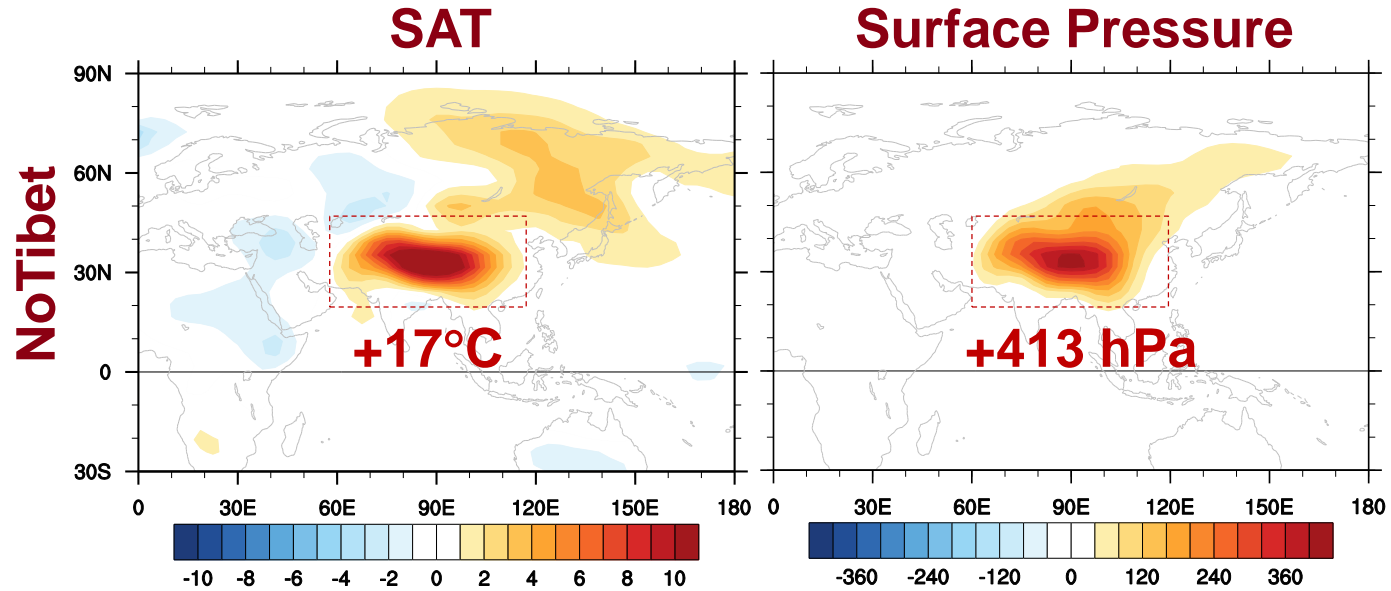 SAT
Surface Pressure
NoTibet
90N
60N
30N
0
30S
+17°C
+413 hPa
0 30E 60E 90E 120E 150E 180
0 30E 60E 90E 120E 150E 180
-10 -8 -6 -4 -2 0 2 4 6 8 10
-360 -240 -120 0 120 240 360